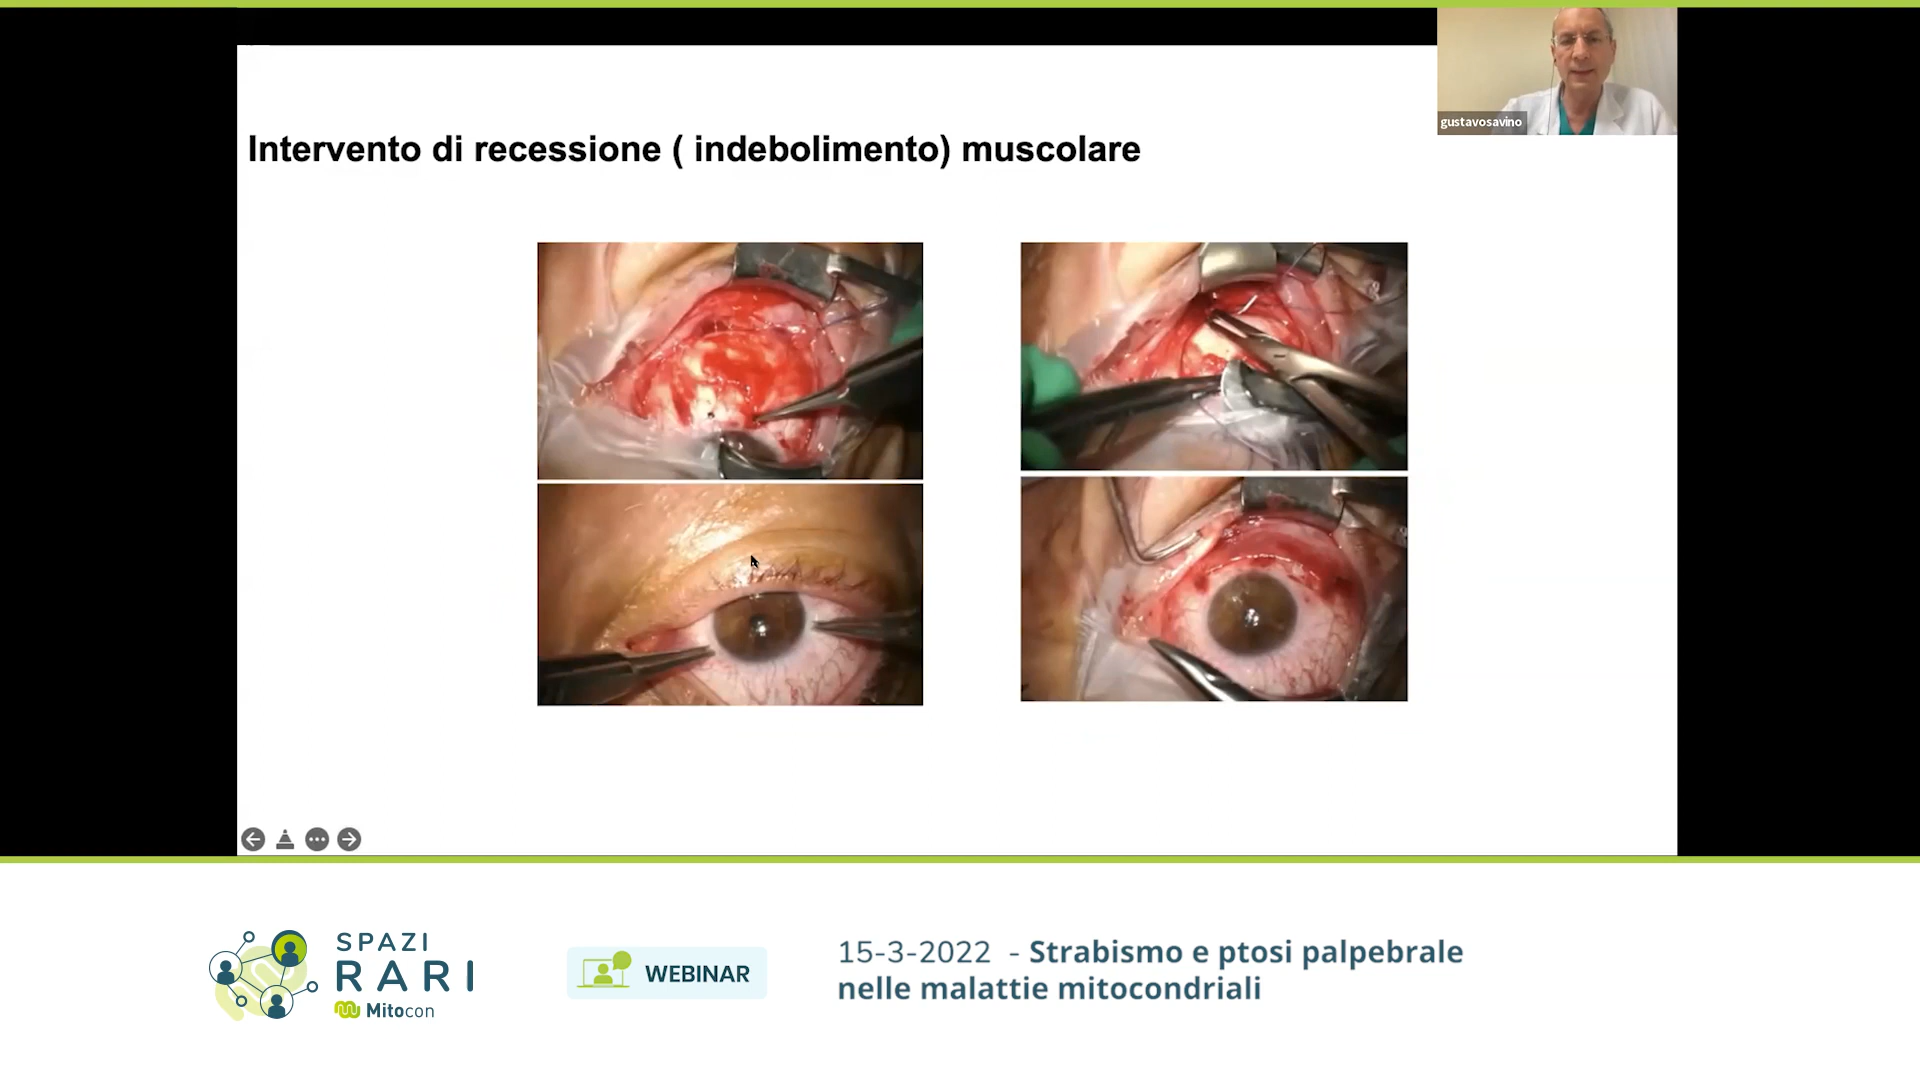 Intervento di recessione ( indebolimento) muscolare
gustavosavino
SPAZI
RARI
Mitocon
WEBINAR
15-3-2022 - Strabismo e ptosi palpebrale
nelle malattie mitocondriali